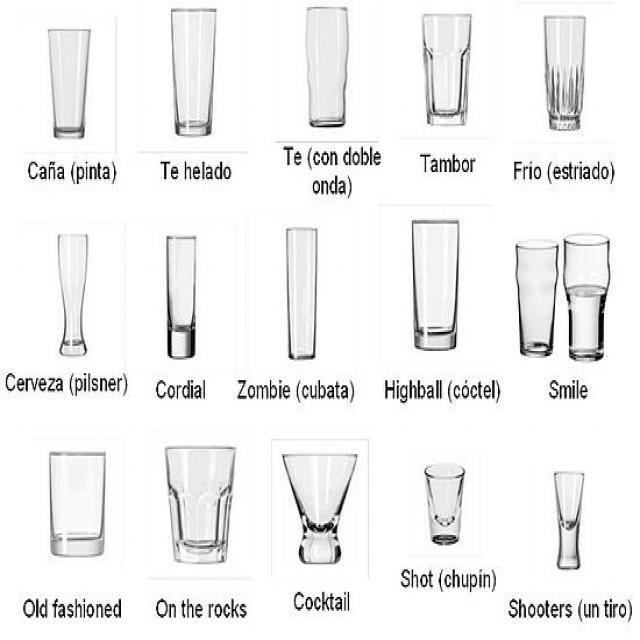 Caña (pinta)
Te helado
Te (con doble
onda)
Tambor
Frío (estriado)
Cerveza (pilsner)
Cordial
Zombie (cubata)
Highball (cóctel)
Smile
Old fashioned
On the rocks
Cocktail
Shot (chupín)
Shooters (un tiro)